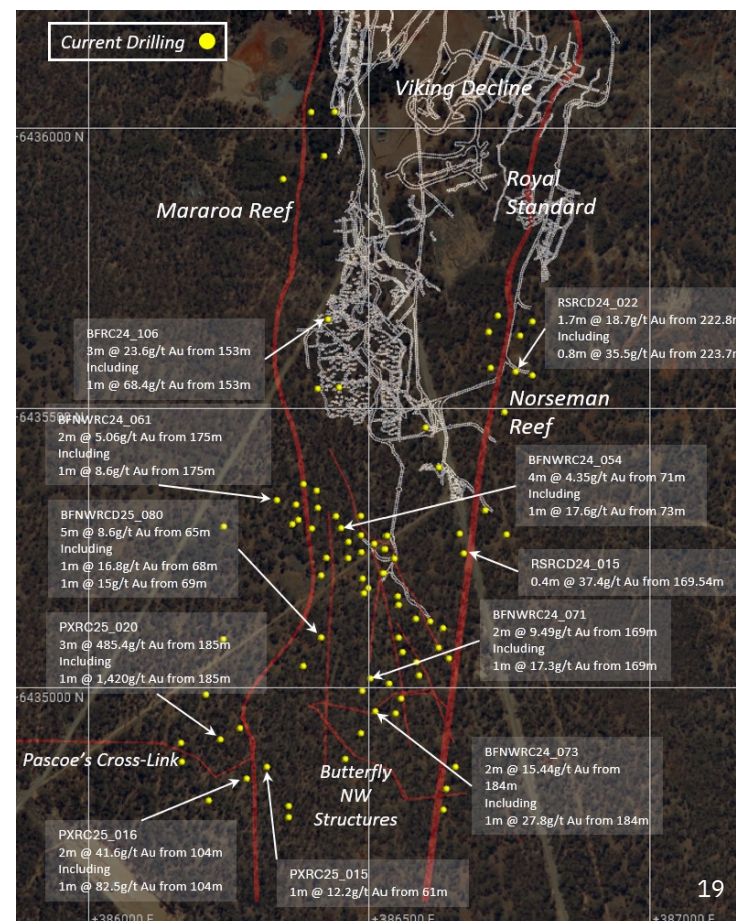 Current Drilling
Viking Decline
6436000 N
Royal
Standard
Mararoa Reef
RSRCD24_022
1.7m @ 18.7g/t Au from 222.8m
Including
0.8m @ 35.5g/t Au from 223.7m
BFRC24_106
3m @ 23.6g/t Au from 153m
Including
1m @ 68.4g/t Au from 153m
Norseman
Reef
6435500 N
BFNWRC24_061
2m @ 5.06g/t Au from 175m
Including
1m @ 8.6g/t Au from 175m
BFNWRC24_054
4m @ 4.35g/t Au from 71m
Including
1m @ 17.6g/t Au from 73m
BFNWRCD25_080
5m @ 8.6g/t Au from 65m
Including
1m @ 16.8g/t Au from 68m
1m @ 15g/t Au from 69m
RSRCD24_015
0.4m @ 37.4g/t Au from 169.54m
BFNWRC24_071
2m @ 9.49g/t Au from 169m
Including
1m @ 17.3g/t Au from 169m
PXRC25_020
3m @ 485.4g/t Au from 185m
Including
1m @ 1,420g/t Au from 185m
6435000 N
Pascoe's Cross-Link
Butterfly
NW
Structures
BFNWRC24_073
2m @ 15.44g/t Au from
184m
Including
1m @ 27.8g/t Au from 184m
PXRC25_016
2m @ 41.6g/t Au from 104m
Including
1m @ 82.5g/t Au from 104m
PXRC25_015
1m @ 12.2g/t Au from 61m
19
+386000 E
+386500 E
+387000 E